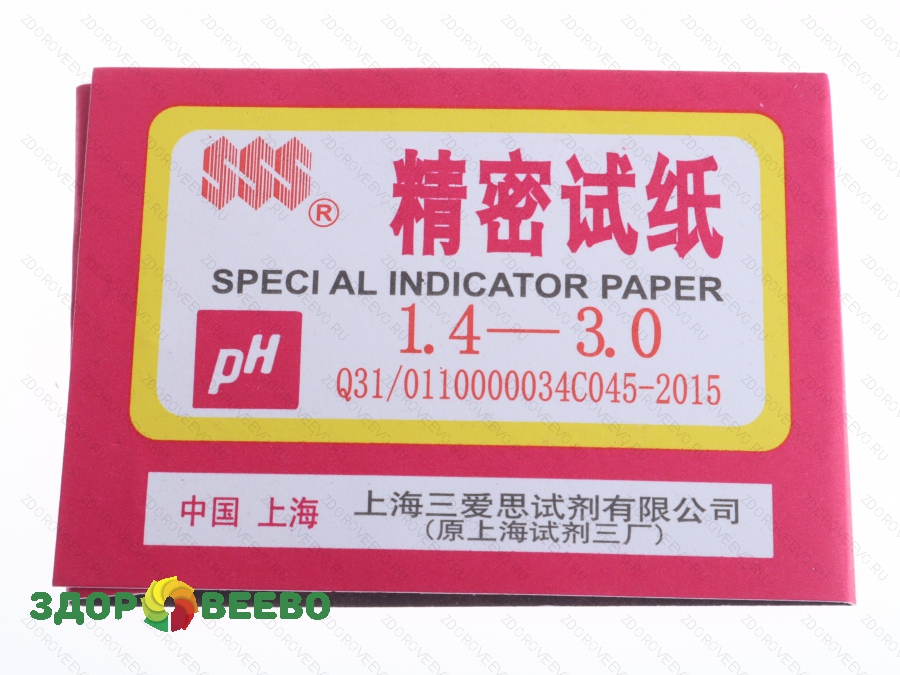 SSS®
精密试纸
SPECI AL INDICATOR PAPER
pH
1.4—3.0
Q31/0110000034C045-2015
中国 上海
上海三爱思试剂有限公司
(原上海试剂三厂)
ЗДОРОВЕЕВО
ZDOROVEEVO.RU